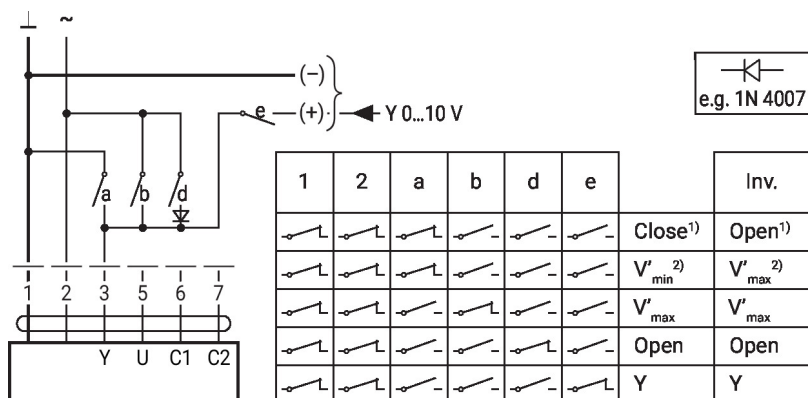 ⊥ ~
(–)
e (+) Y 0...10 V
e.g. 1N 4007
a b d
1 2 3 5 6 7
Y U C1 C2
1 2 a b d e Inv.
Close¹⁾ Open¹⁾
V'min²⁾ V'max²⁾
V'max V'max
Open Open
Y Y